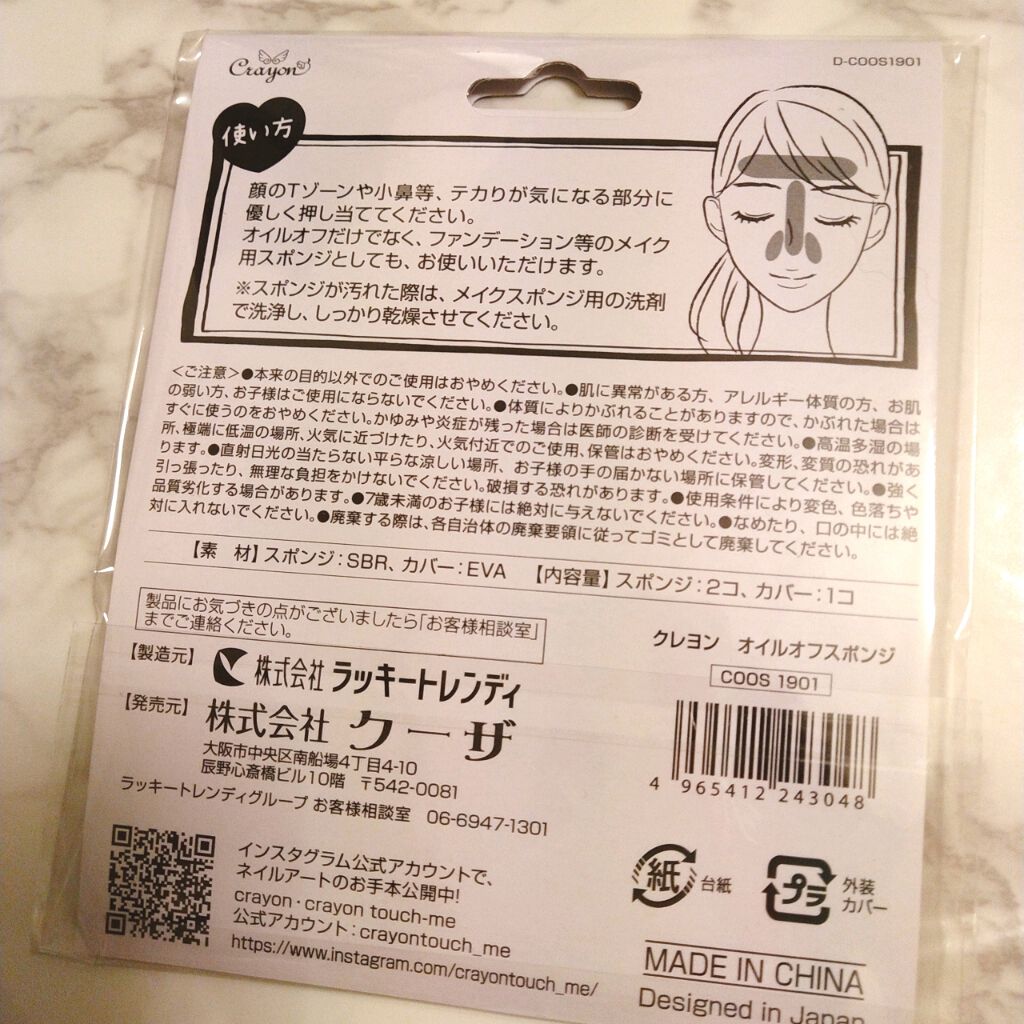 Crayon
D-COOS1901
使い方
顔のTゾーンや小鼻等、テカりが気になる部分に
優しく押し当ててください。
オイルオフだけでなく、ファンデーション等のメイク
用スポンジとしても、お使いいただけます。
※スポンジが汚れた際は、メイクスポンジ用の洗剤
で洗浄し、しっかり乾燥させてください。
＜ご注意＞●本来の目的以外でのご使用はおやめください。●肌に異常がある方、アレルギー体質の方、お肌
の弱い方、お子様はご使用にならないでください。●体質によりかぶれることがありますので、かぶれた場合は
すぐに使うのをおやめください。かゆみや炎症が残った場合は医師の診断を受けてください。●高温多湿の場
所、極端に低温の場所、火気に近づけたり、火気付近でのご使用、保管はおやめください。変形、変質の恐れがあ
ります。●直射日光の当たらない平らな涼しい場所、お子様の手の届かない場所に保管してください。●強く
引っ張ったり、無理な負担をかけないでください。破損する恐れがあります。●使用条件により変色、色落ちや
品質劣化する場合があります。●7歳未満のお子様には絶対に与えないでください。●なめたり、口の中には絶
対に入れないでください。●廃棄する際は、各自治体の廃棄要領に従ってゴミとして廃棄してください。
【素 材】スポンジ：SBR、カバー：EVA 【内容量】スポンジ：2コ、カバー：1コ
製品にお気づきの点がございましたら「お客様相談室」
までご連絡ください。
【製造元】株式会社 ラッキートレンディ
【発売元】株式会社 クーザ
大阪市中央区南船場4丁目4-10
辰野心斎橋ビル10階 〒542-0081
ラッキートレンディグループ お客様相談室 06-6947-1301
クレヨン オイルオフスポンジ
COOS 1901
4 965412 243048
インスタグラム公式アカウントで、
ネイルアートのお手本公開中!
crayon・crayon touch-me
公式アカウント：crayontouch_me
https://www.instagram.com/crayontouch_me/
紙 台紙
プラ 外装
カバー
MADE IN CHINA
Designed in Japan